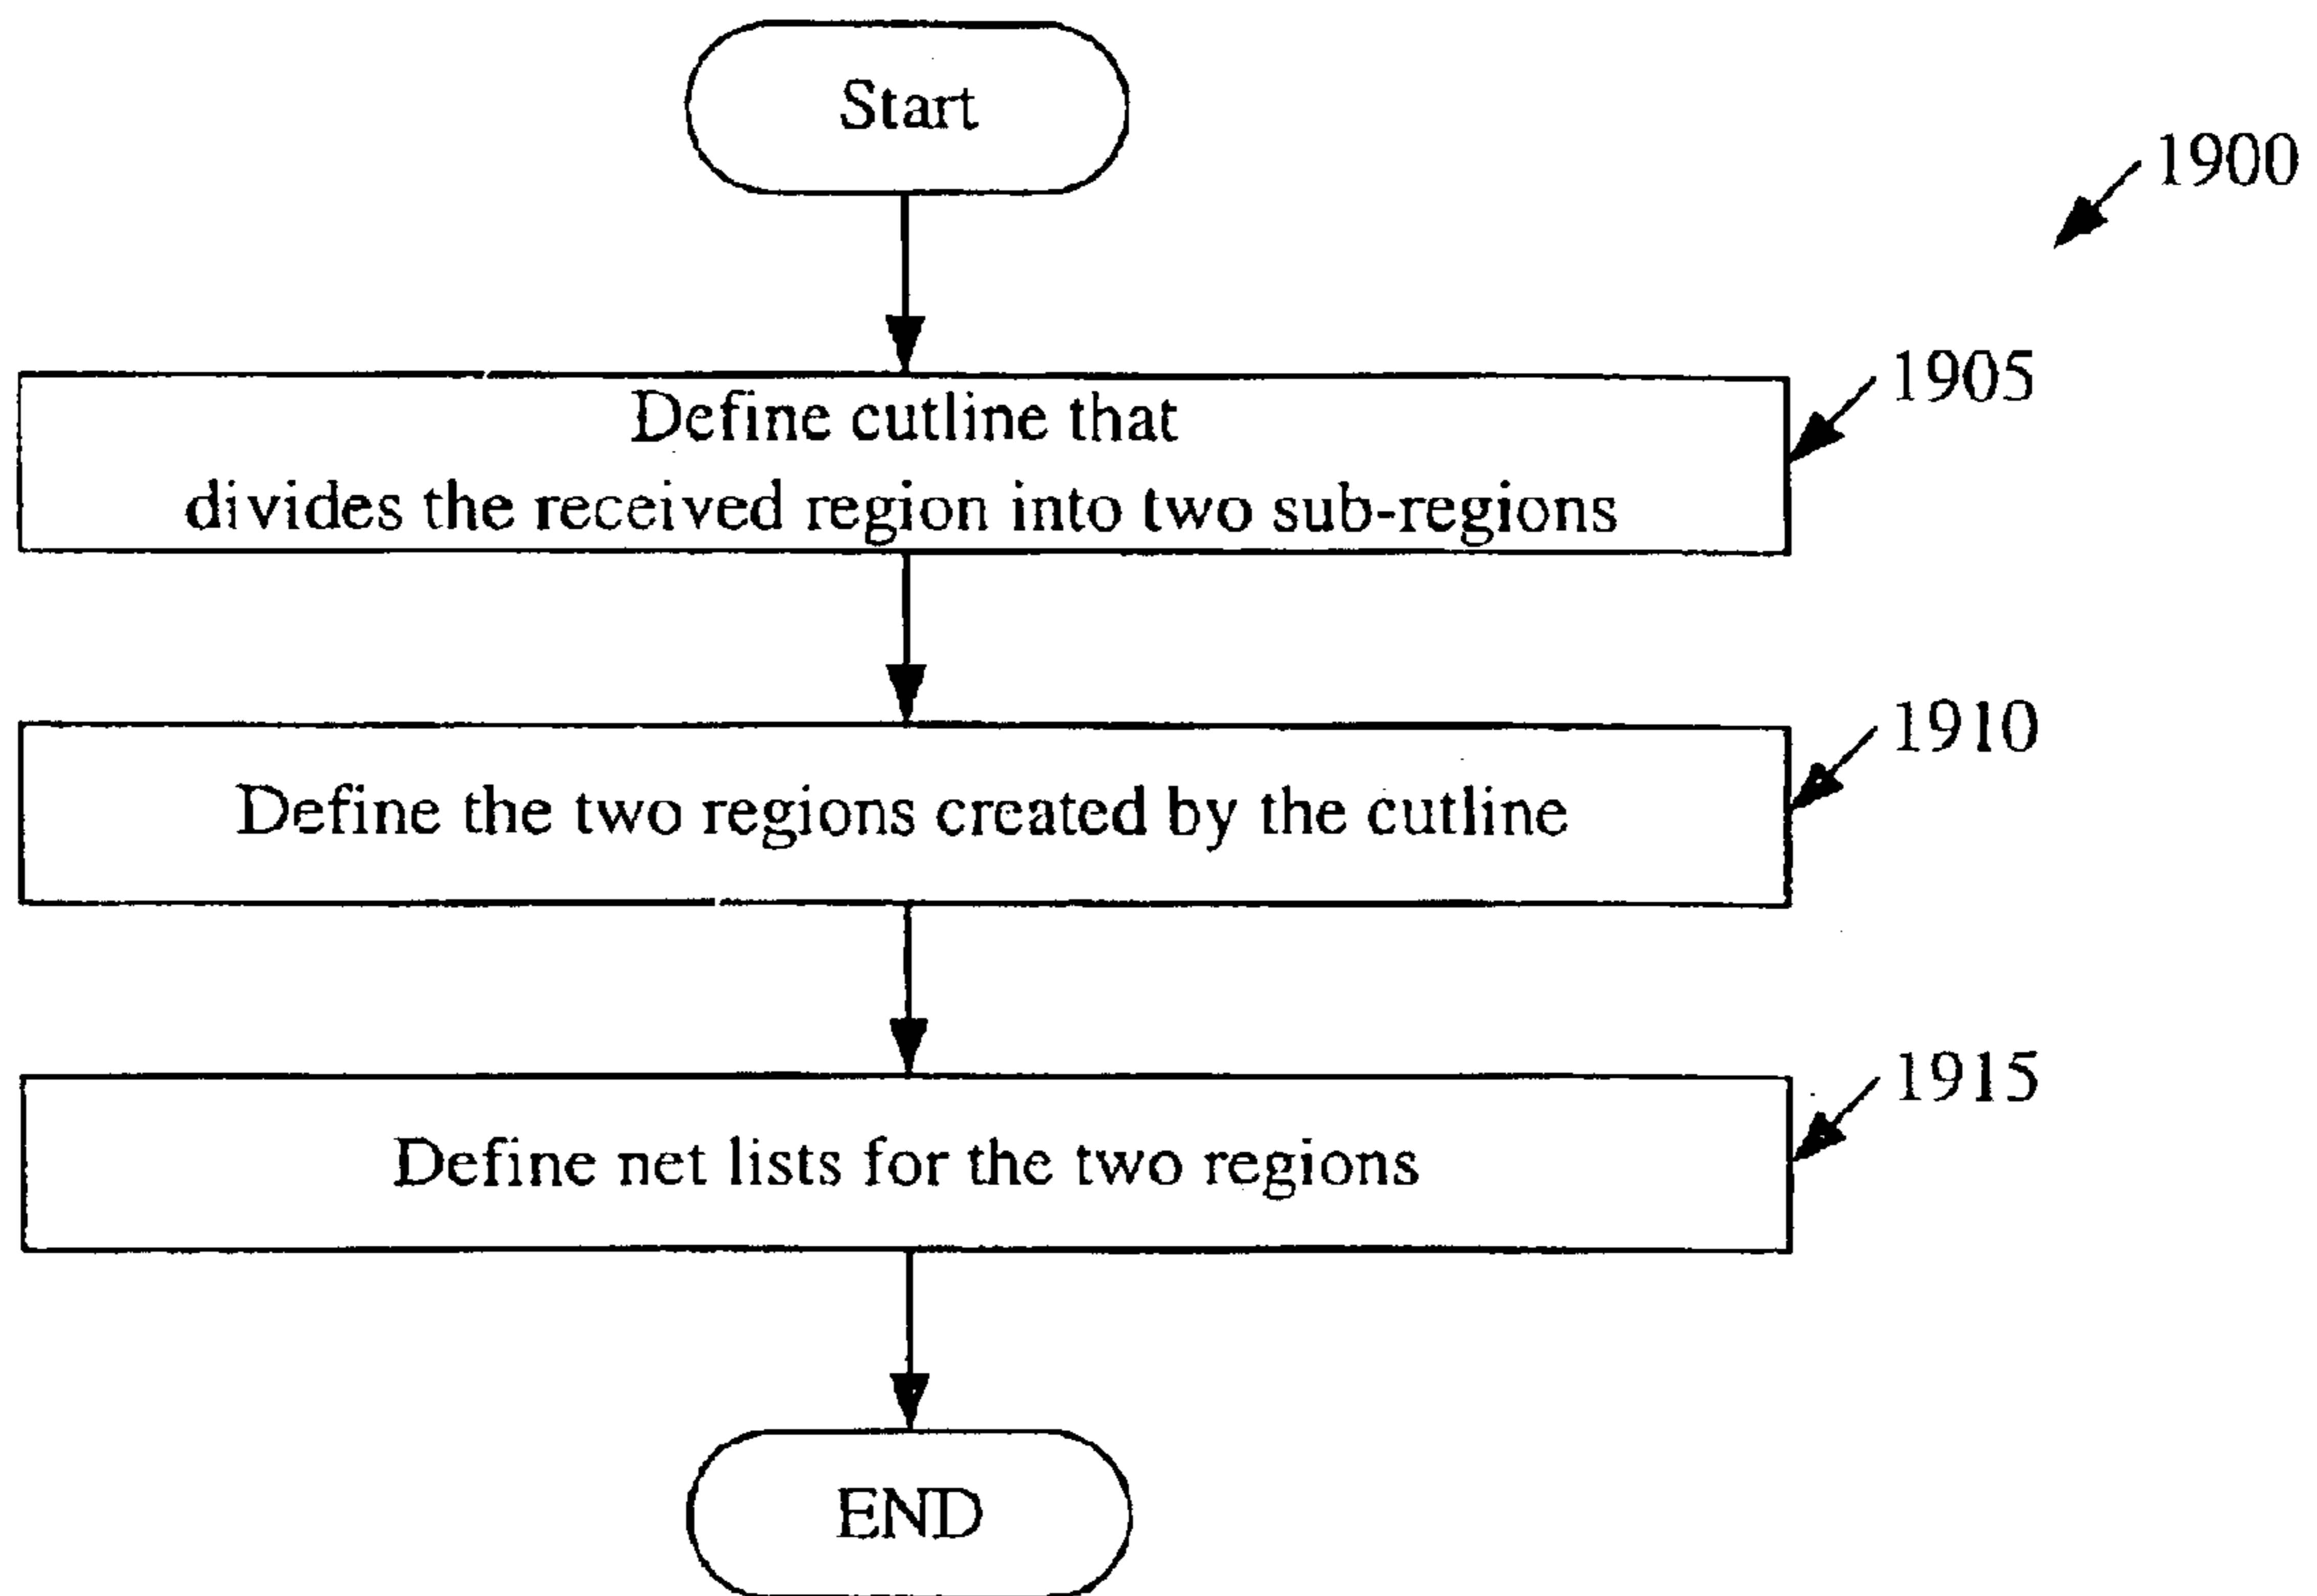 Start
1900
1905
Define cutline that
divides the received region into two sub-regions
1910
Define the two regions created by the cutline
1915
Define net lists for the two regions
END